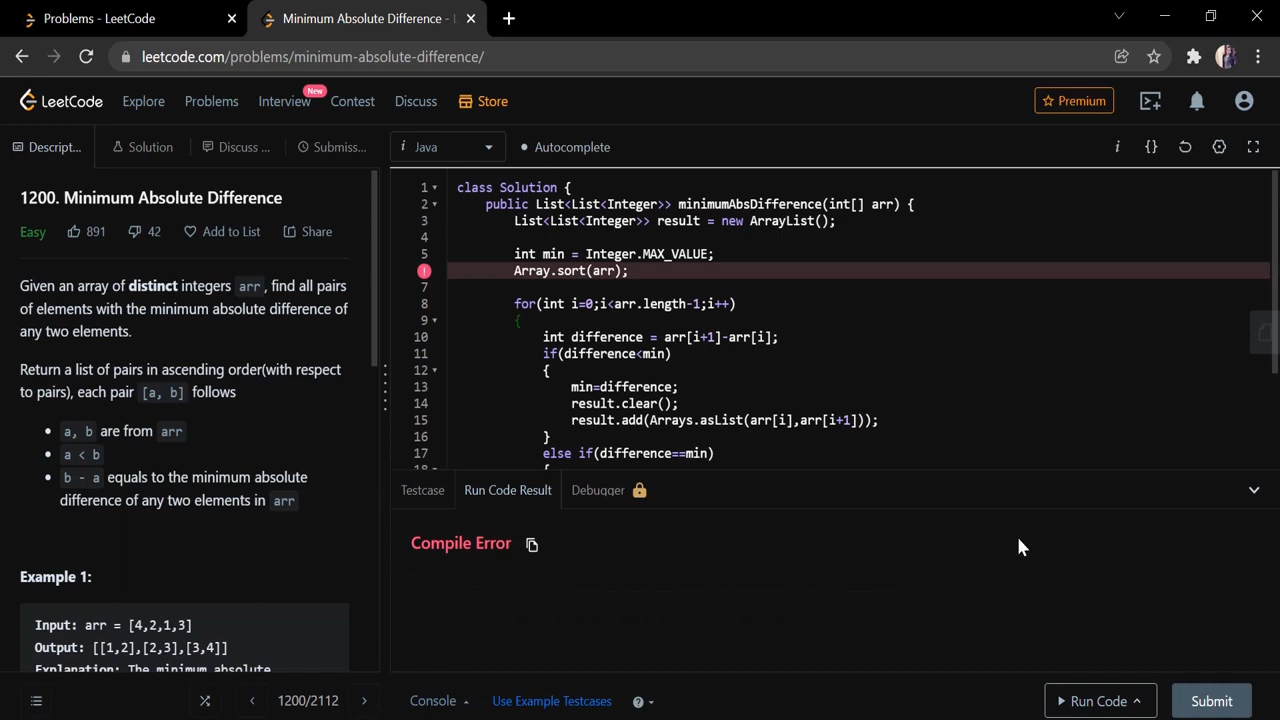 Problems - LeetCode
Minimum Absolute Difference - L
leetcode.com/problems/minimum-absolute-difference/
LeetCode
Explore
Problems
Interview
New
Contest
Discuss
Store
Premium
Descript...
Solution
Discuss ...
Submiss...
i Java
Autocomplete
1200. Minimum Absolute Difference
Easy
891
42
Add to List
Share
Given an array of distinct integers arr, find all pairs
of elements with the minimum absolute difference of
any two elements.
Return a list of pairs in ascending order(with respect
to pairs), each pair [a, b] follows
a, b are from arr
a < b
b - a equals to the minimum absolute
difference of any two elements in arr
Example 1:
Input: arr = [4,2,1,3]
Output: [[1,2],[2,3],[3,4]]
Explanation: The minimum absolute
1 class Solution {
2 public List<List<Integer>> minimumAbsDifference(int[] arr) {
3 List<List<Integer>> result = new ArrayList();
4
5 int min = Integer.MAX_VALUE;
Array.sort(arr);
7
8 for(int i=0;i<arr.length-1;i++)
9 {
10 int difference = arr[i+1]-arr[i];
11 if(difference<min)
12 {
13 min=difference;
14 result.clear();
15 result.add(Arrays.asList(arr[i],arr[i+1]));
16 }
17 else if(difference==min)
18 {
Testcase
Run Code Result
Debugger
Compile Error
1200/2112
Console
Use Example Testcases
Run Code
Submit